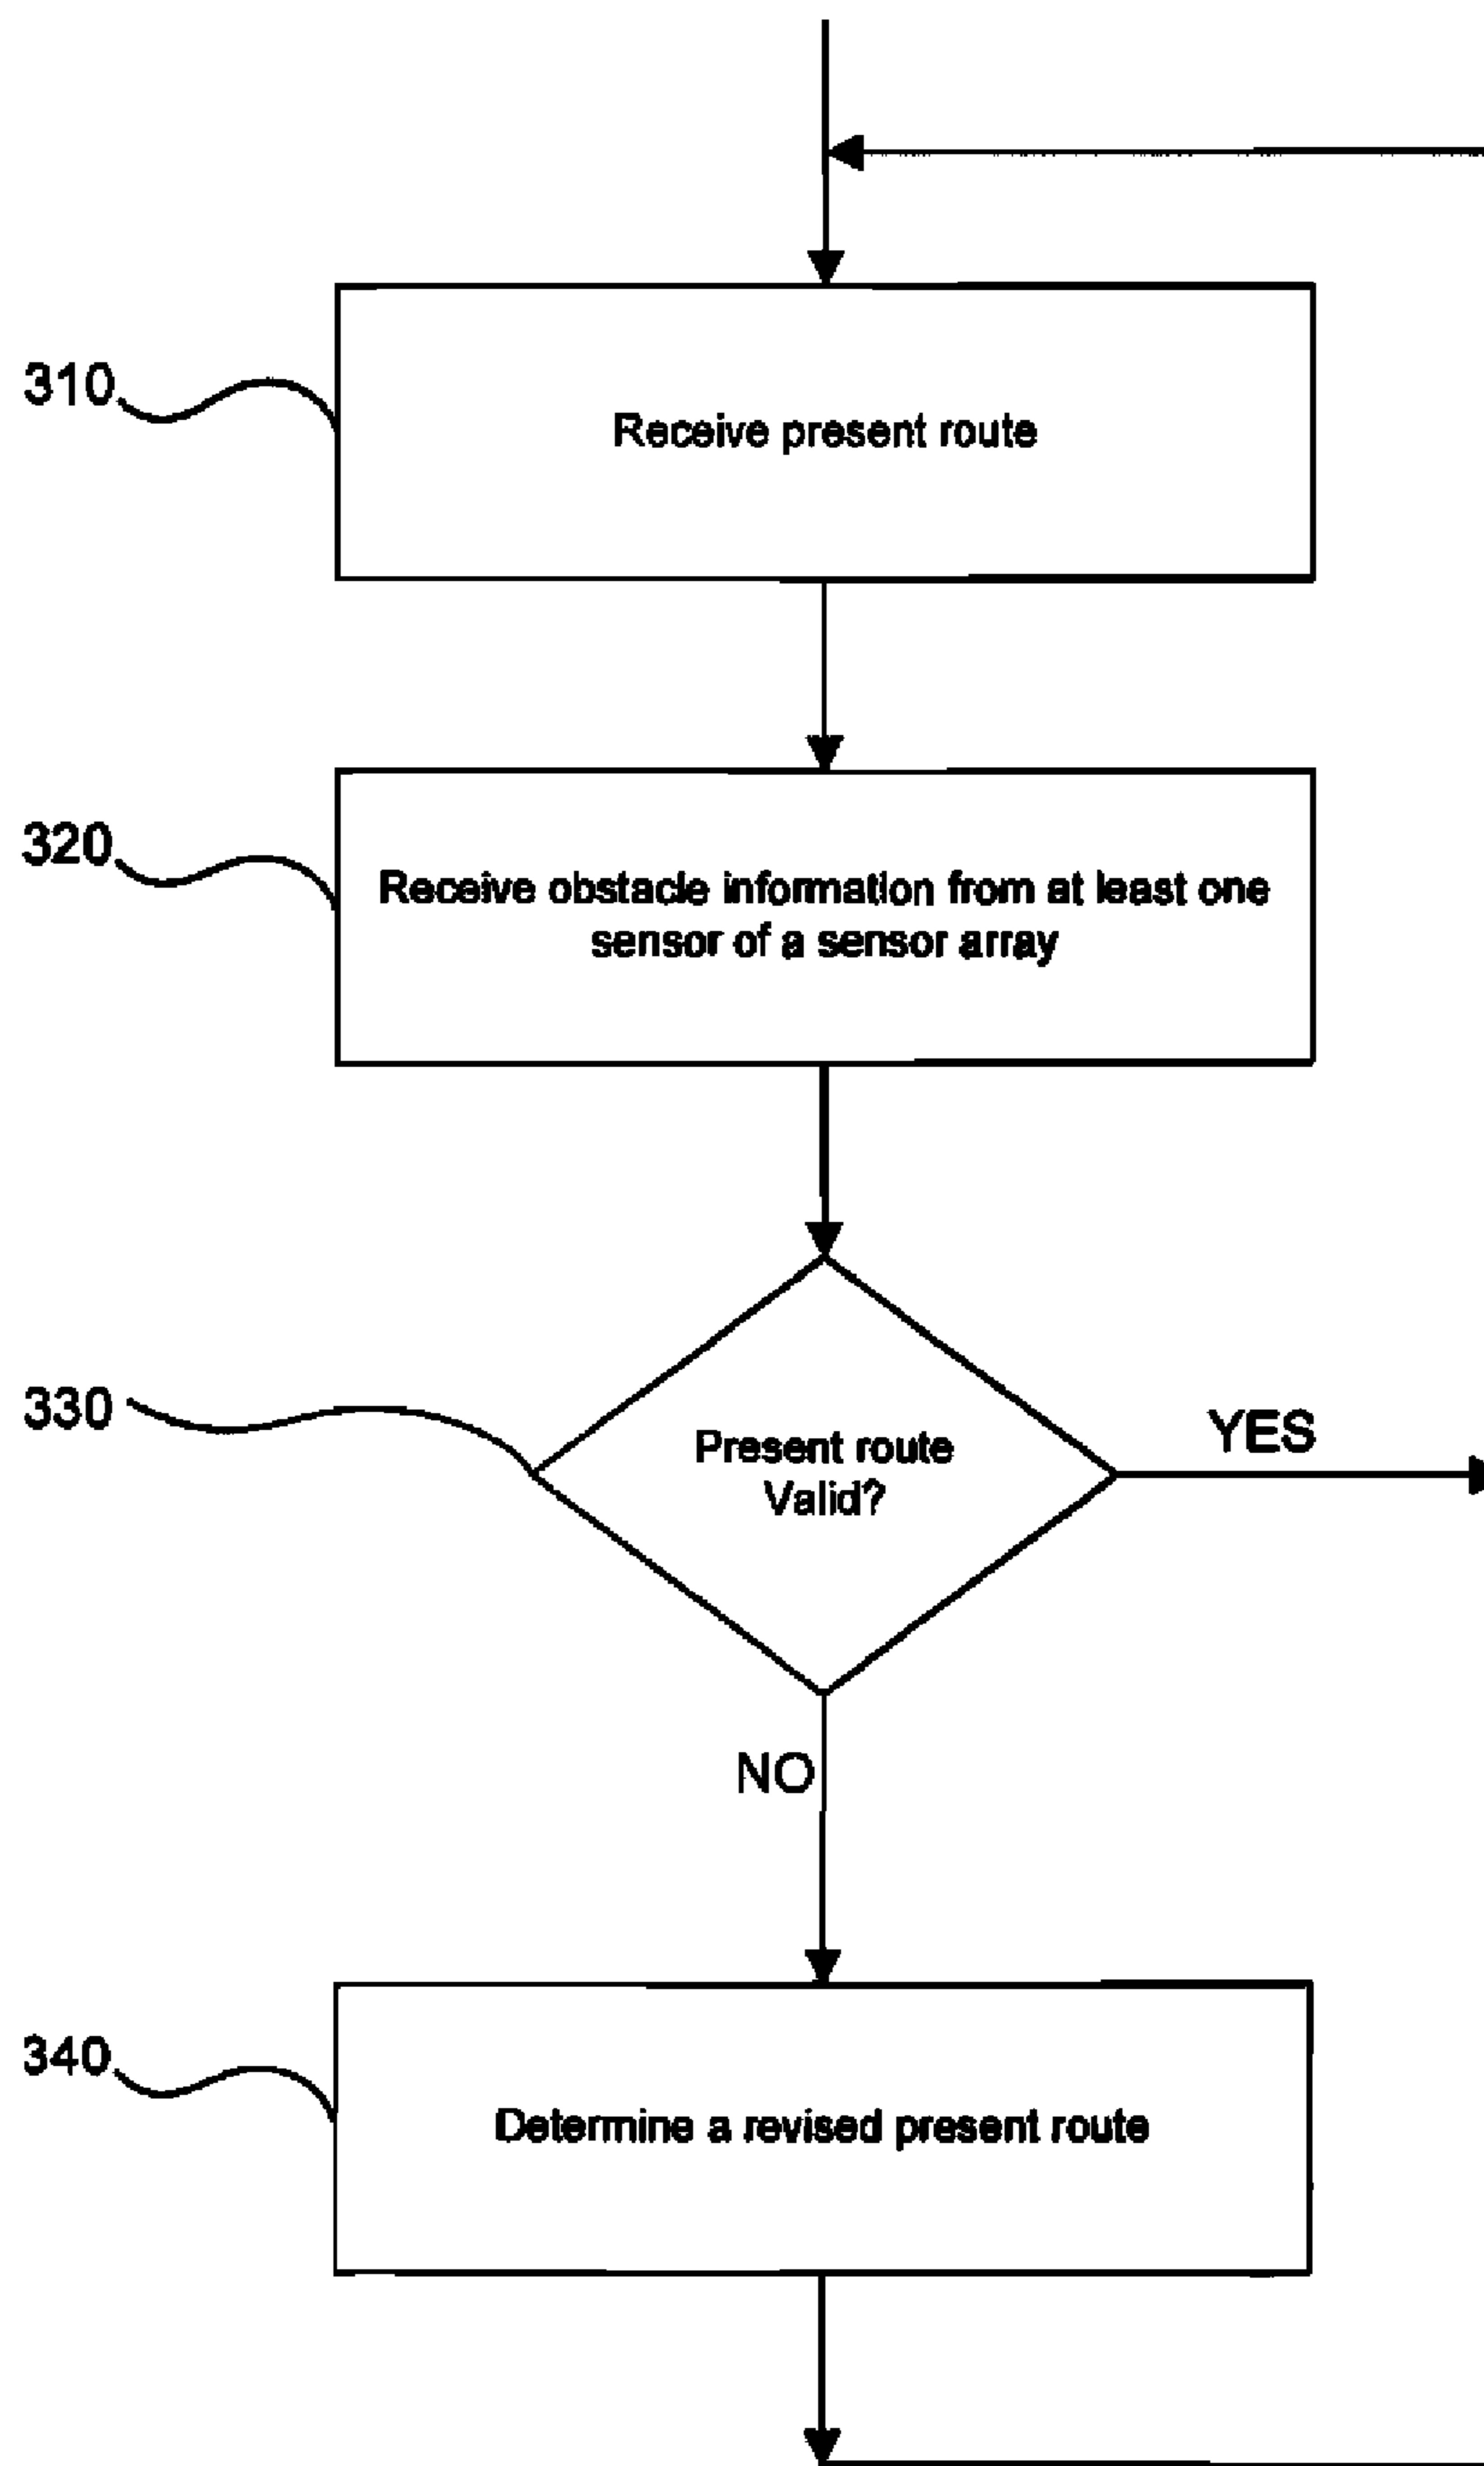 310
Receive present route
320
Receive obstacle information from at least one
sensor of a sensor array
330
Present route
Valid?
YES
NO
340
Determine a revised present route